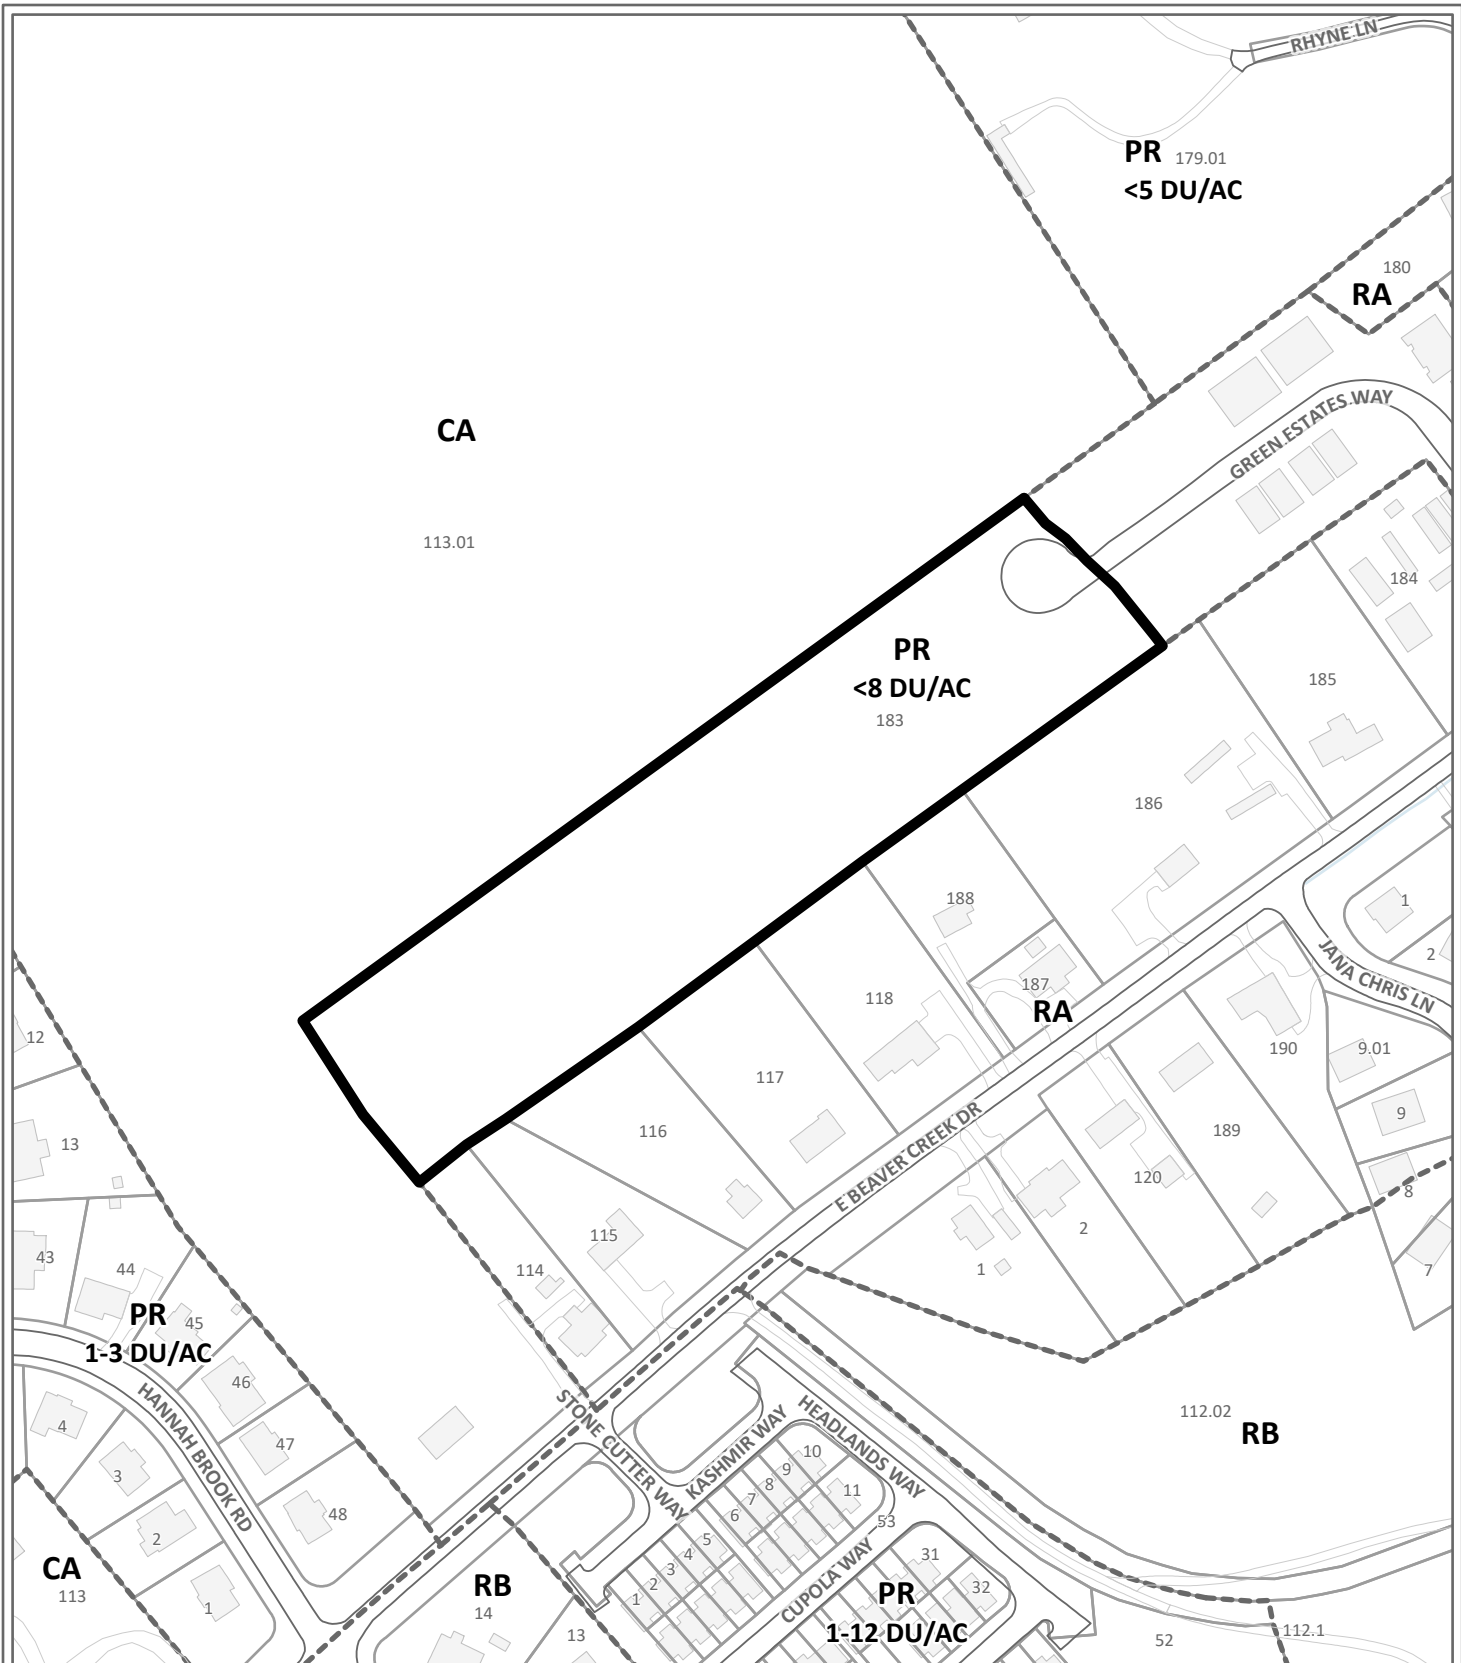 RHYNE LN
PR 179.01
<5 DU/AC
180
RA
GREEN ESTATES WAY
CA
113.01
184
PR
<8 DU/AC
183
185
186
188
187
RA
118
117
116
115
114
E BEAVER CREEK DR
JANA CHRIS LN
1
2
190
9.01
9
8
7
189
120
2
1
12
13
43
44
PR
45
1-3 DU/AC
46
47
48
HANNAH BROOK RD
4
3
2
1
CA
113
STONE CUTTER WAY
KASHMIR WAY
HEADLANDS WAY
CUPOLA WAY
10
9
8
7
6
5
4
3
2
1
11
53
31
32
PR
1-12 DU/AC
RB
14
13
112.02
RB
52
112.1